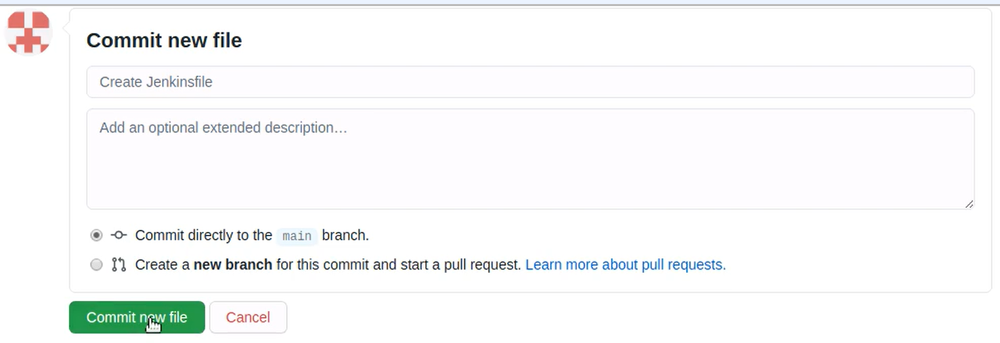 Commit new file
Create Jenkinsfile
Add an optional extended description…
Commit directly to the main branch.
Create a new branch for this commit and start a pull request. Learn more about pull requests.
Commit new file Cancel